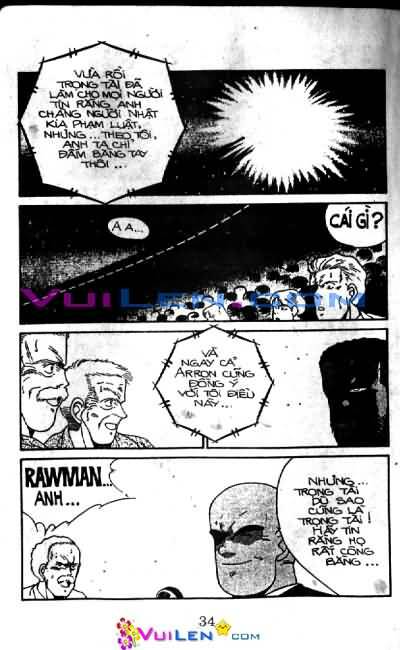 VỪA RỒI
TRỌNG TÀI ĐÃ
LÀM CHO MỌI NGƯỜI
TIN RẰNG ANH
CHÀNG NGƯỜI NHẬT
KIA PHẠM LUẬT,
NHƯNG...THEO TÔI,
ANH TA CHỈ
ĐẤM BẰNG TAY
THÔI...
A A...
CÁI GÌ?
VUILEN.COM
VÀ
NGAY CẢ
ARRON CŨNG
ĐỒNG Ý
VỚI TÔI ĐIỀU
NÀY...
RAWMAN...
ANH...
NHƯNG...
TRỌNG TÀI
DÙ SAO
CŨNG LÀ
TRỌNG TÀI!
HÃY TIN
RẰNG HỌ
RẤT CÔNG
BẰNG...
34
VUILEN.COM